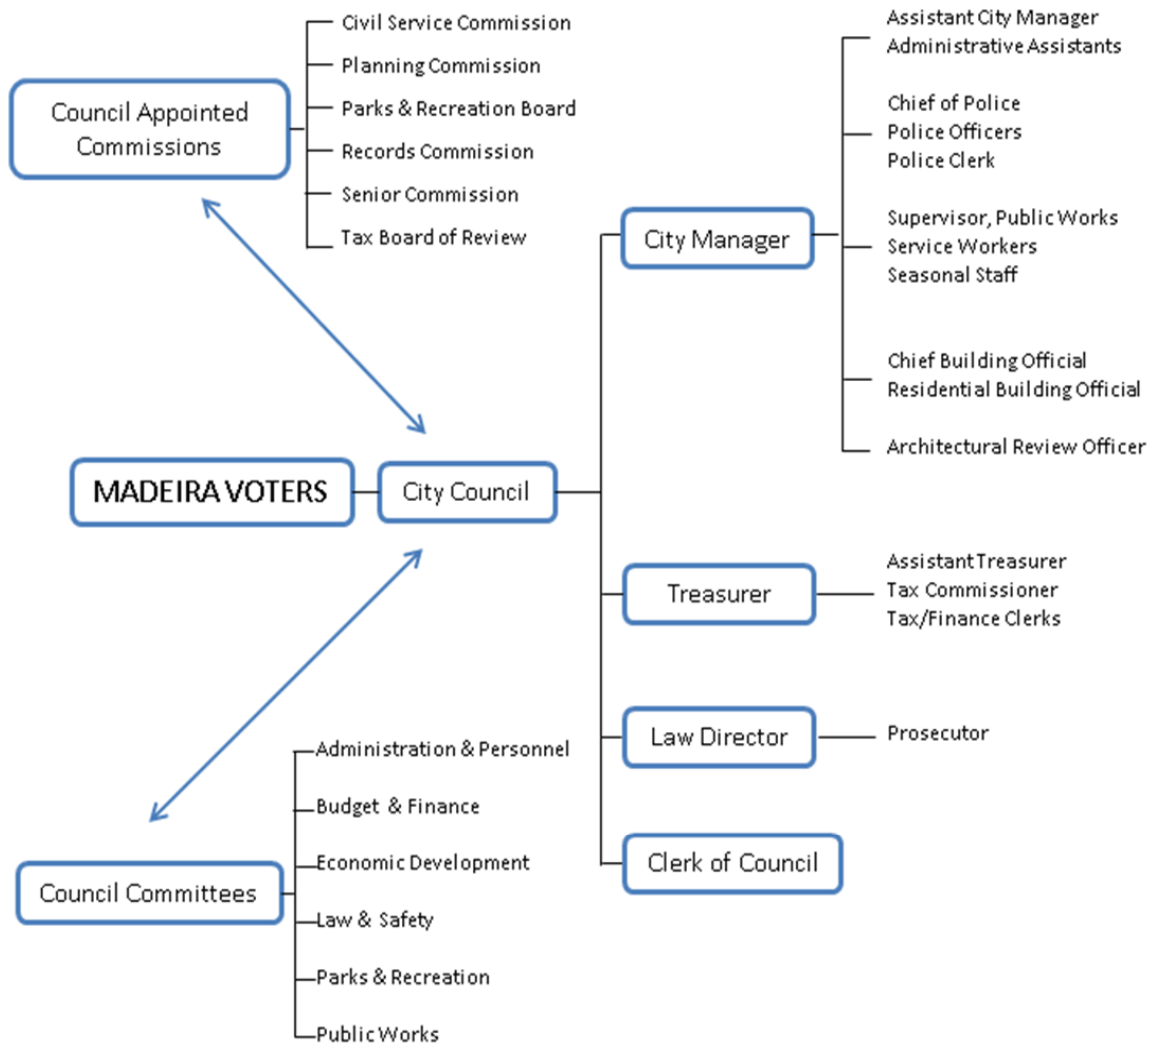 Council Appointed
Commissions
Civil Service Commission
Planning Commission
Parks & Recreation Board
Records Commission
Senior Commission
Tax Board of Review
MADEIRA VOTERS
City Council
City Manager
Assistant City Manager
Administrative Assistants
Chief of Police
Police Officers
Police Clerk
Supervisor, Public Works
Service Workers
Seasonal Staff
Chief Building Official
Residential Building Official
Architectural Review Officer
Treasurer
Assistant Treasurer
Tax Commissioner
Tax/Finance Clerks
Law Director
Prosecutor
Clerk of Council
Council Committees
Administration & Personnel
Budget & Finance
Economic Development
Law & Safety
Parks & Recreation
Public Works